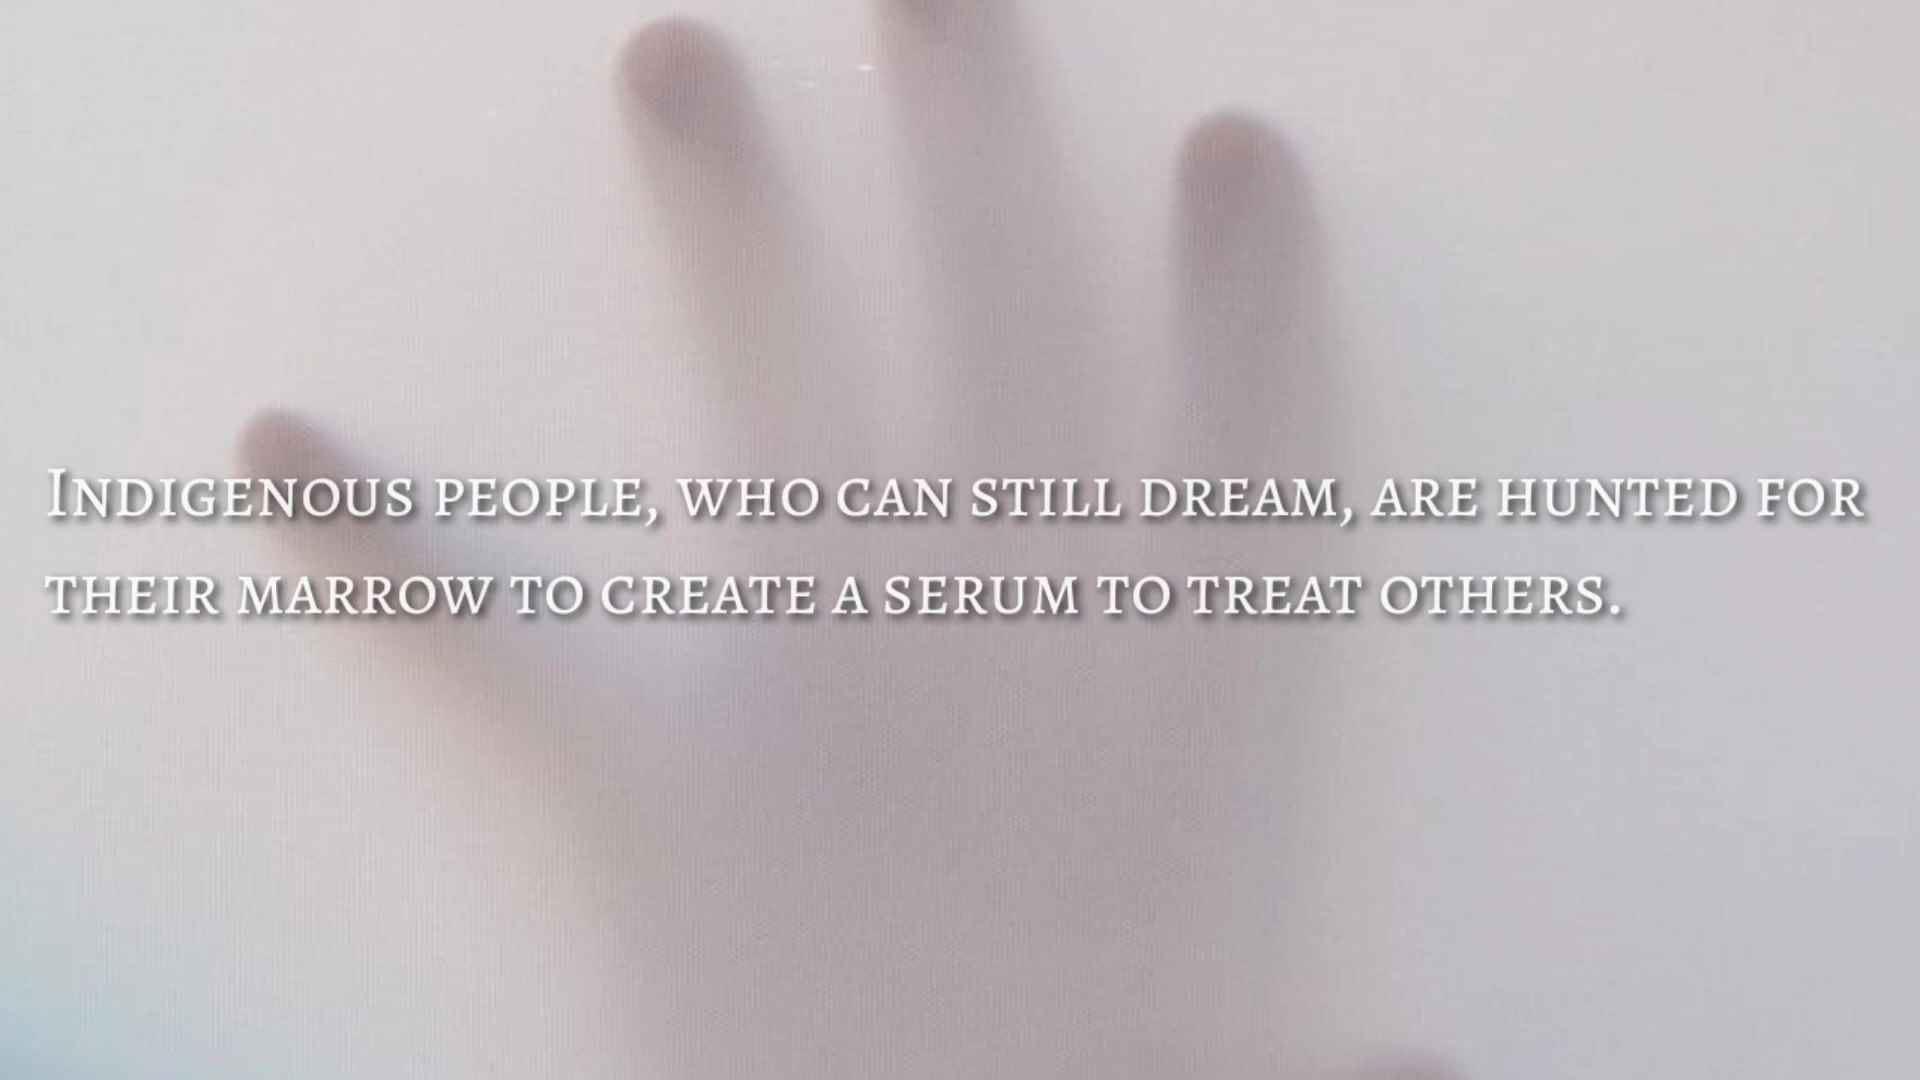 Indigenous people, who can still dream, are hunted for
their marrow to create a serum to treat others.